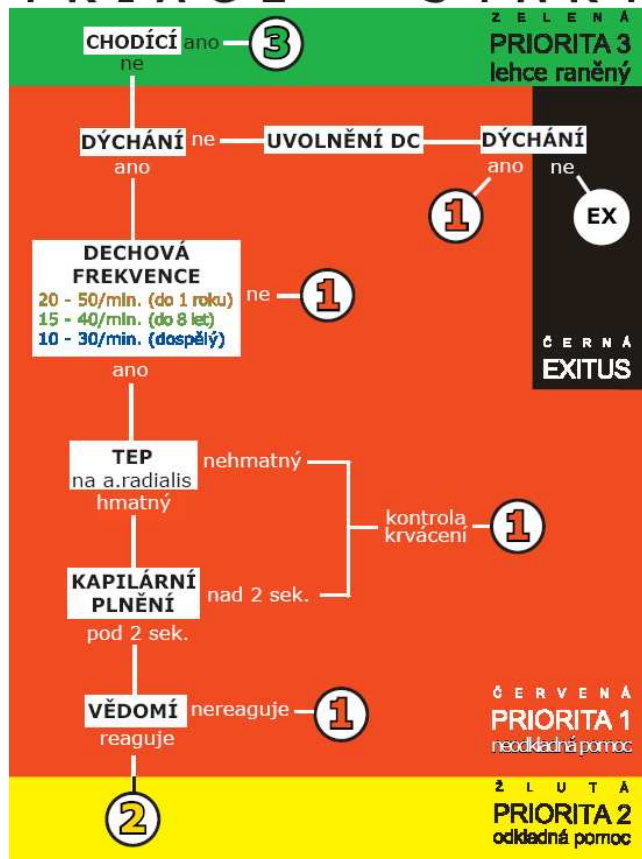 ZELENÁ
CHODÍCÍ ano 3
PRIORITA 3
ne
lehce raněný
DÝCHÁNÍ ne UVOLNĚNÍ DC DÝCHÁNÍ
ano ano ne
1 EX
DECHOVÁ
FREKVENCE
20 - 50/min. (do 1 roku)
ne 1
15 - 40/min. (do 8 let)
10 - 30/min. (dospělý)
ČERNÁ
EXITUS
ano
TEP nehmatný
na a.radialis
hmatný
kontrola
krvácení
1
KAPILÁRNÍ
PLNĚNÍ
nad 2 sek.
pod 2 sek.
ČERVENÁ
VĚDOMÍ nereaguje 1
PRIORITA 1
reaguje
neodkladná pomoc
ŽLUTÁ
2
PRIORITA 2
odkladná pomoc